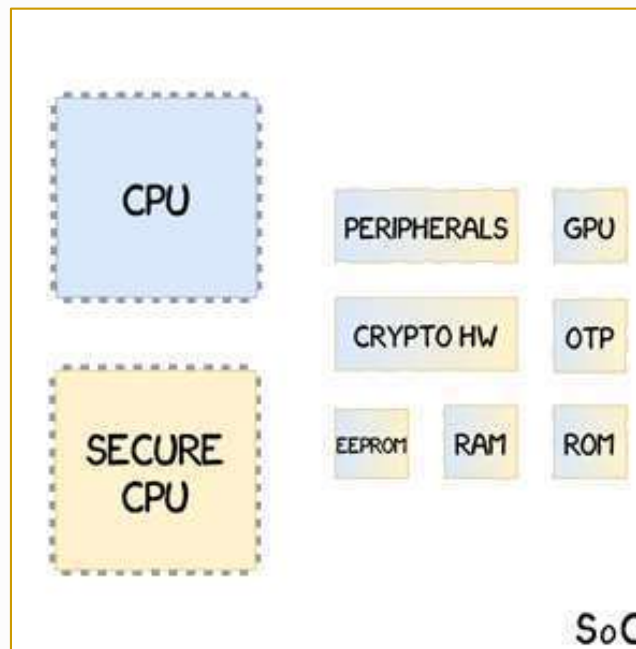 CPU
PERIPHERALS GPU
CRYPTO HW OTP
EEPROM RAM ROM
SECURE
CPU
SoC